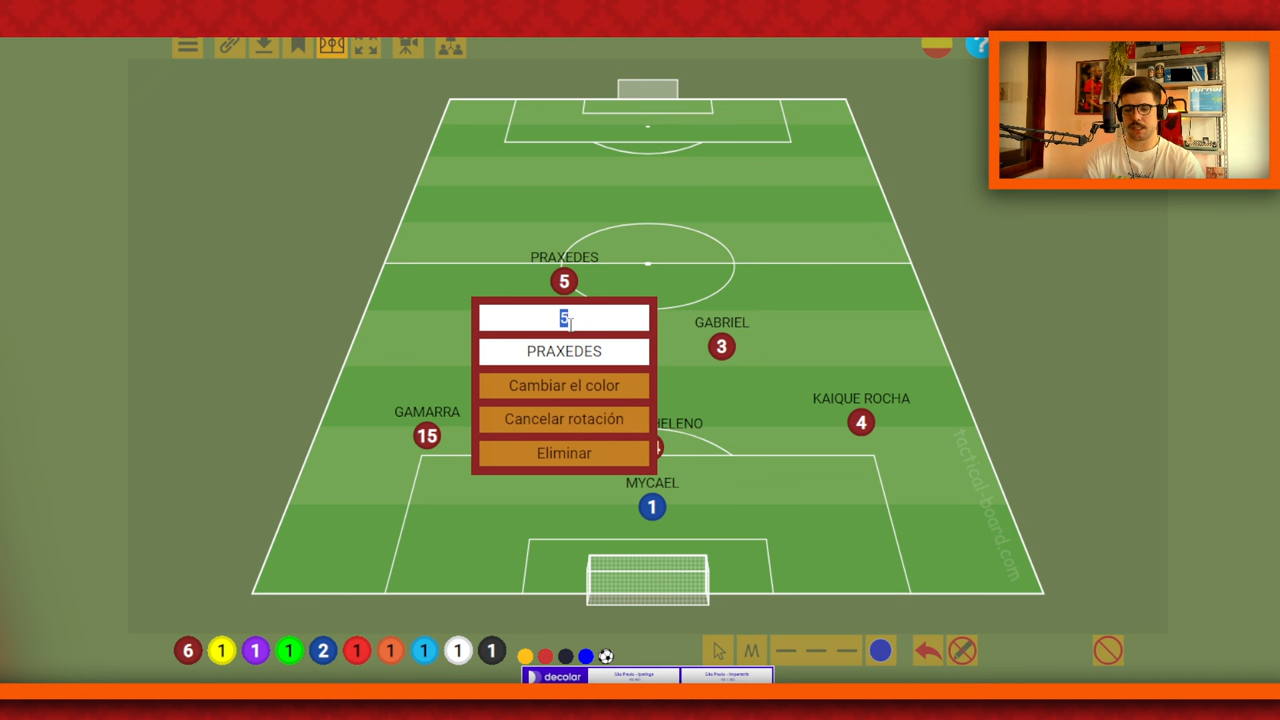 PRAXEDES
5
5
PRAXEDES
Cambiar el color
Cancelar rotación
Eliminar
GABRIEL
3
KAIQUE ROCHA
4
GAMARRA
15
HELENO
MYCAEL
1
tactical-board.com
6
1
1
1
2
1
1
1
1
1
M
decolar
?